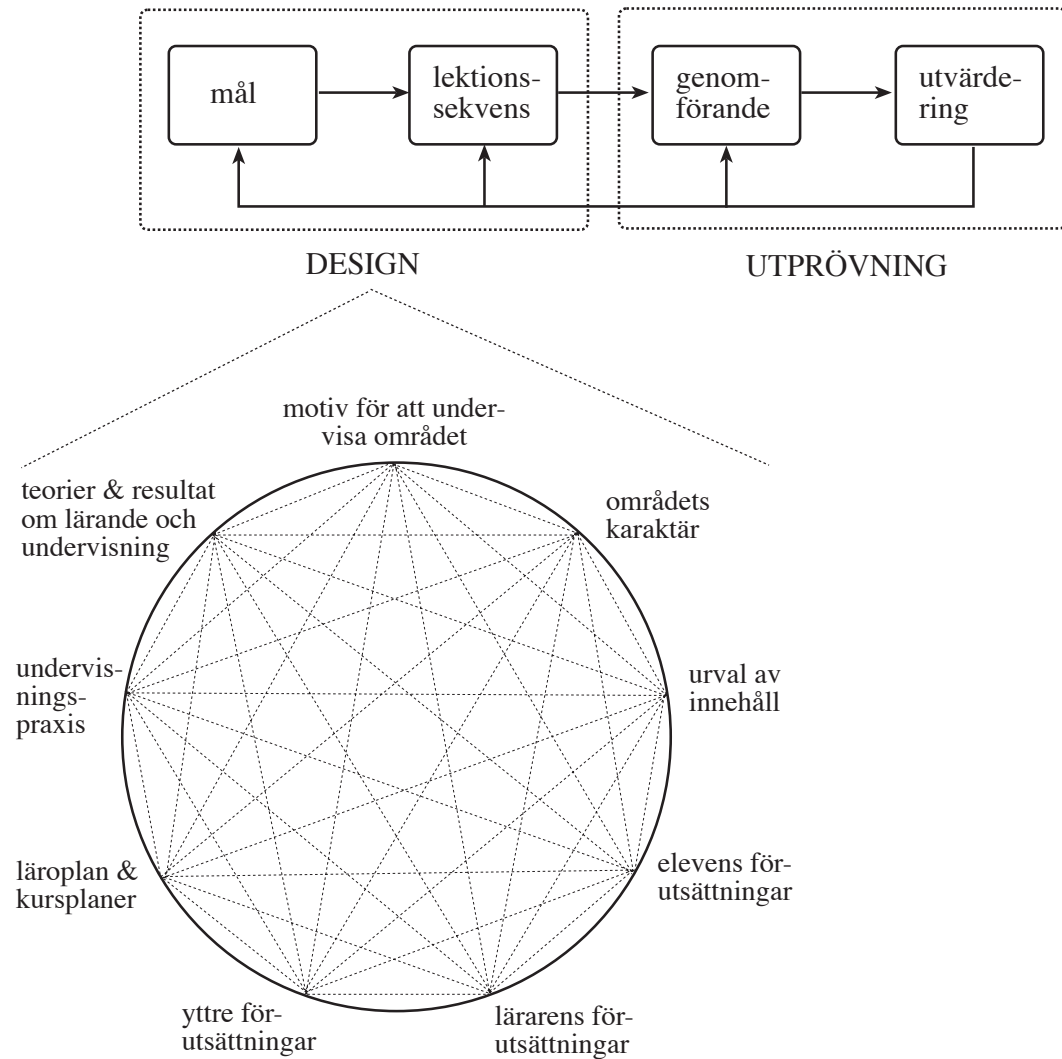 mål
lektions-
sekvens
genom-
förande
utvärde-
ring
DESIGN
UTPRÖVNING
motiv för att under-
visa området
teorier & resultat
om lärande och
undervisning
områdets
karaktär
undervis-
nings-
praxis
urval av
innehåll
läroplan &
kursplaner
elevens för-
utsättningar
yttre för-
utsättningar
lärarens för-
utsättningar